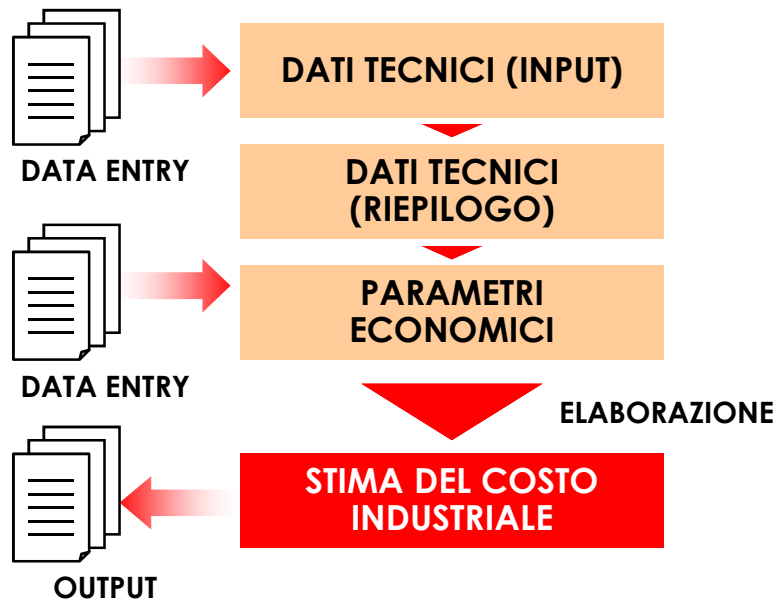 DATI TECNICI (INPUT)
DATA ENTRY
DATI TECNICI
(RIEPILOGO)
PARAMETRI
ECONOMICI
DATA ENTRY
ELABORAZIONE
STIMA DEL COSTO
INDUSTRIALE
OUTPUT